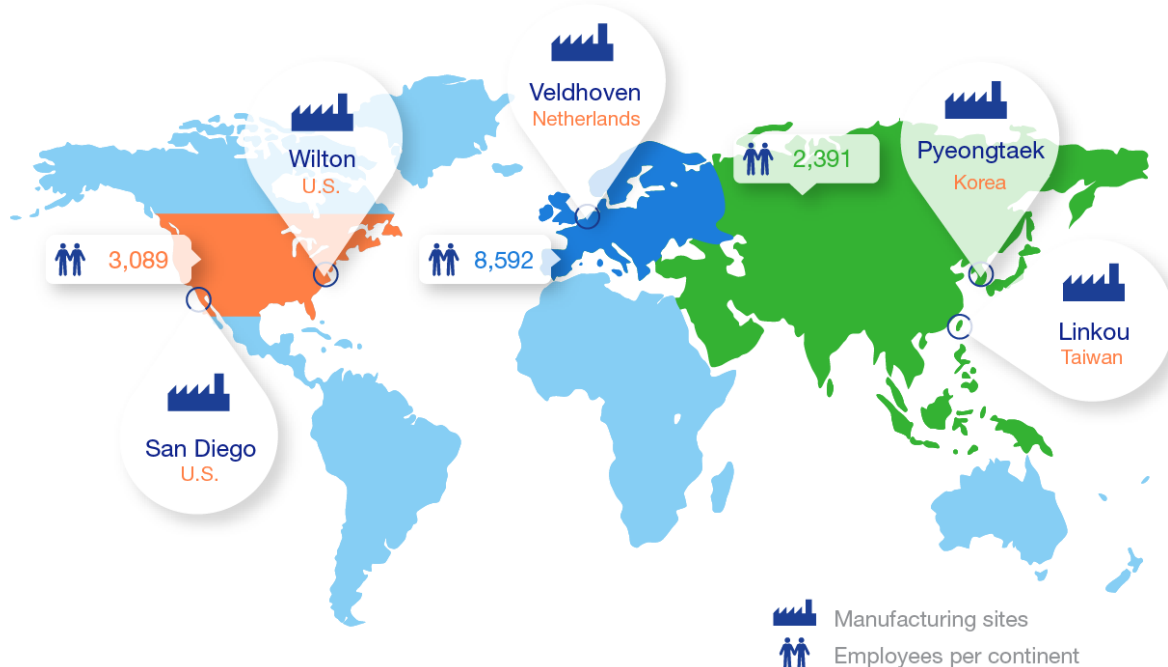 Veldhoven
Netherlands
Wilton
U.S.
2,391
Pyeongtaek
Korea
3,089
8,592
Linkou
Taiwan
San Diego
U.S.
Manufacturing sites
Employees per continent